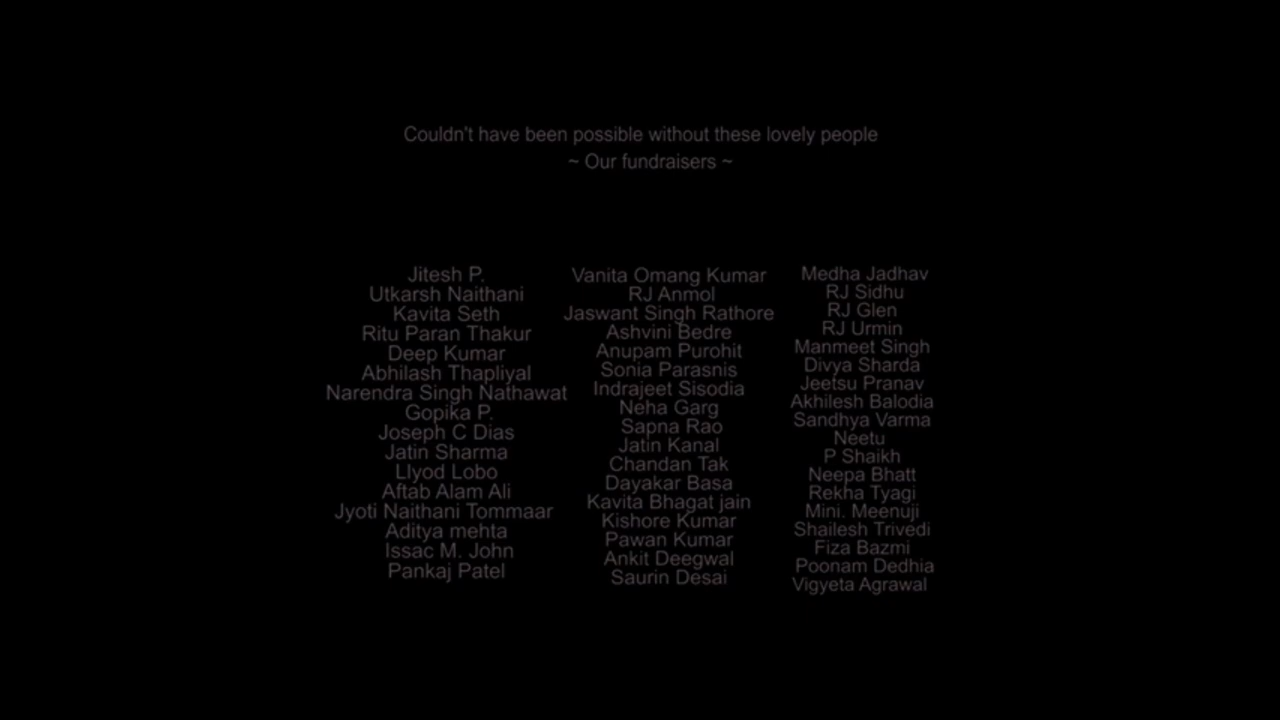 Couldn't have been possible without these lovely people
~ Our fundraisers ~
Jitesh P.
Utkarsh Naithani
Kavita Seth
Ritu Paran Thakur
Deep Kumar
Abhilash Thapliyal
Narendra Singh Nathawat
Gopika P.
Joseph C Dias
Jatin Sharma
Llyod Lobo
Aftab Alam Ali
Jyoti Naithani Tommaar
Aditya mehta
Issac M. John
Pankaj Patel
Vanita Omang Kumar
RJ Anmol
Jaswant Singh Rathore
Ashvini Bedre
Anupam Purohit
Sonia Parasnis
Indrajeet Sisodia
Neha Garg
Sapna Rao
Jatin Kanal
Chandan Tak
Dayakar Basa
Kavita Bhagat jain
Kishore Kumar
Pawan Kumar
Ankit Deegwal
Saurin Desai
Medha Jadhav
RJ Sidhu
RJ Glen
RJ Urmin
Manmeet Singh
Divya Sharda
Jeetsu Pranav
Akhilesh Balodia
Sandhya Varma
Neetu
P Shaikh
Neepa Bhatt
Rekha Tyagi
Mini. Meenuji
Shailesh Trivedi
Fiza Bazmi
Poonam Dedhia
Vigyeta Agrawal